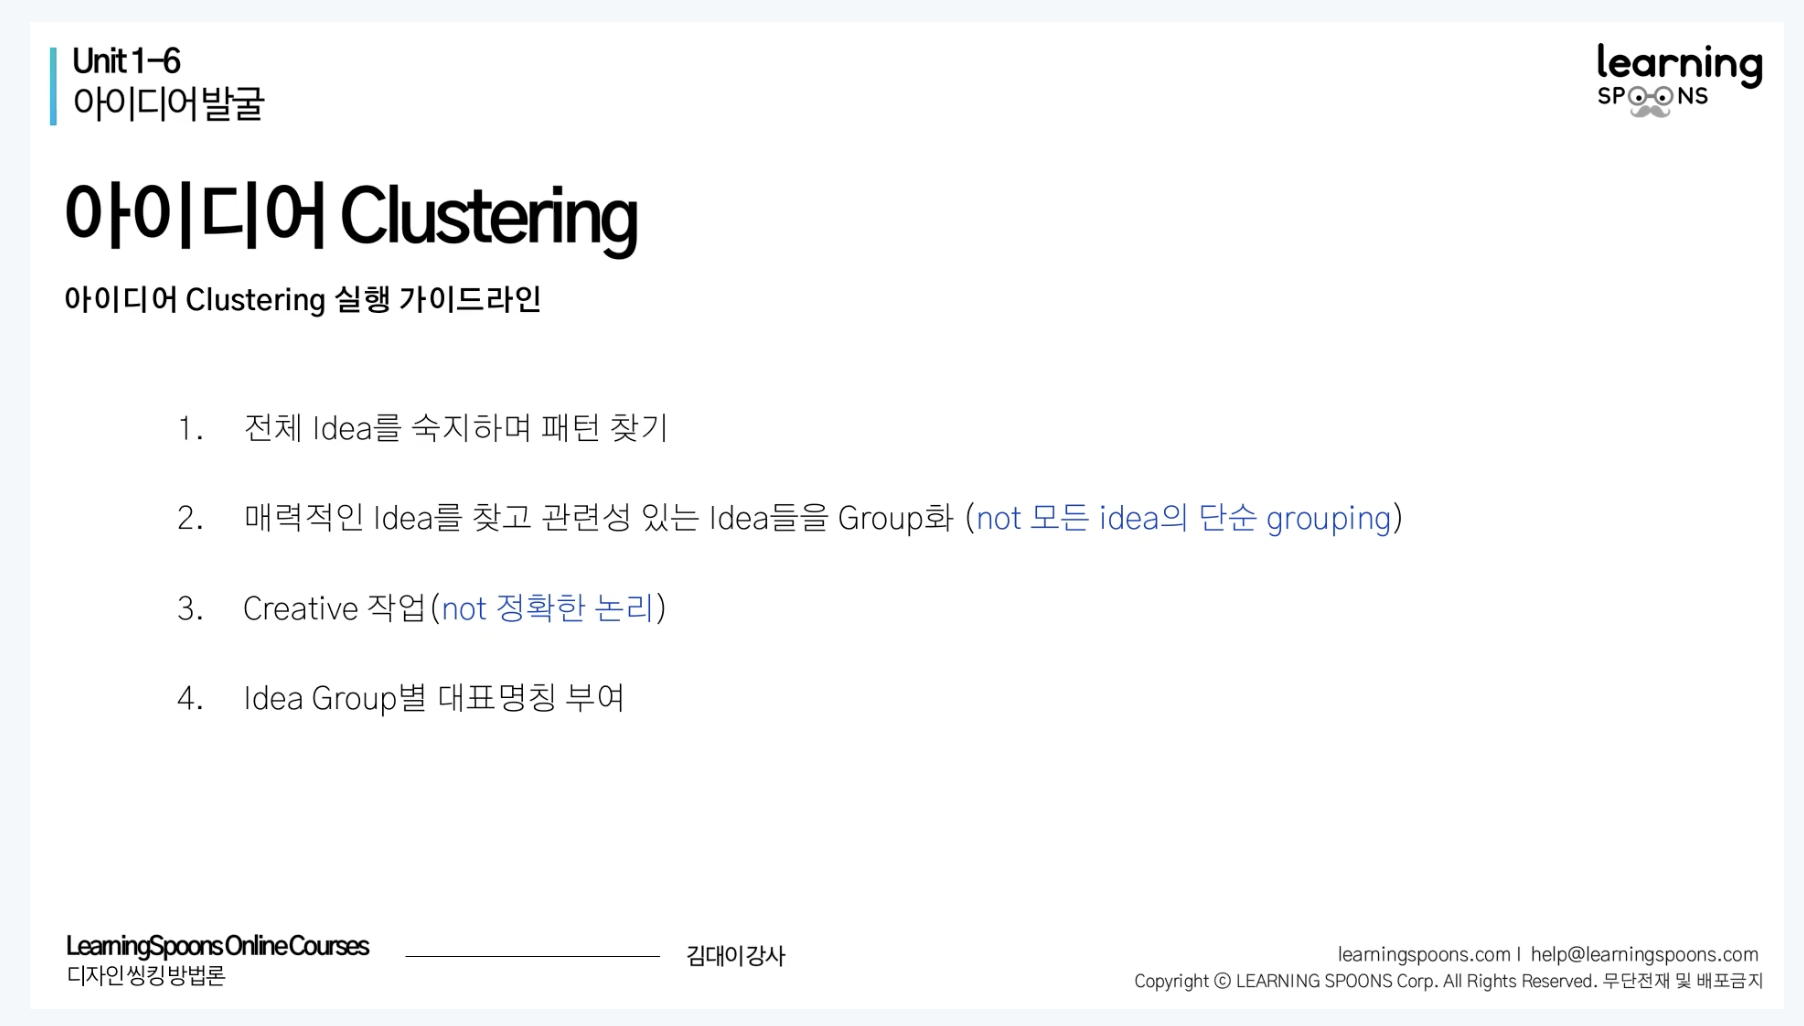 Unit 1-6
아이디어 발굴
learning
SPOONS
아이디어 Clustering
아이디어 Clustering 실행 가이드라인
1. 전체 Idea를 숙지하며 패턴 찾기
2. 매력적인 Idea를 찾고 관련성 있는 Idea들을 Group화 (not 모든 idea의 단순 grouping)
3. Creative 작업(not 정확한 논리)
4. Idea Group별 대표명칭 부여
LearningSpoons Online Courses
디자인 씽킹 방법론
김대이 강사
learningspoons.com I help@learningspoons.com
Copyright ⓒ LEARNING SPOONS Corp. All Rights Reserved. 무단전재 및 배포금지